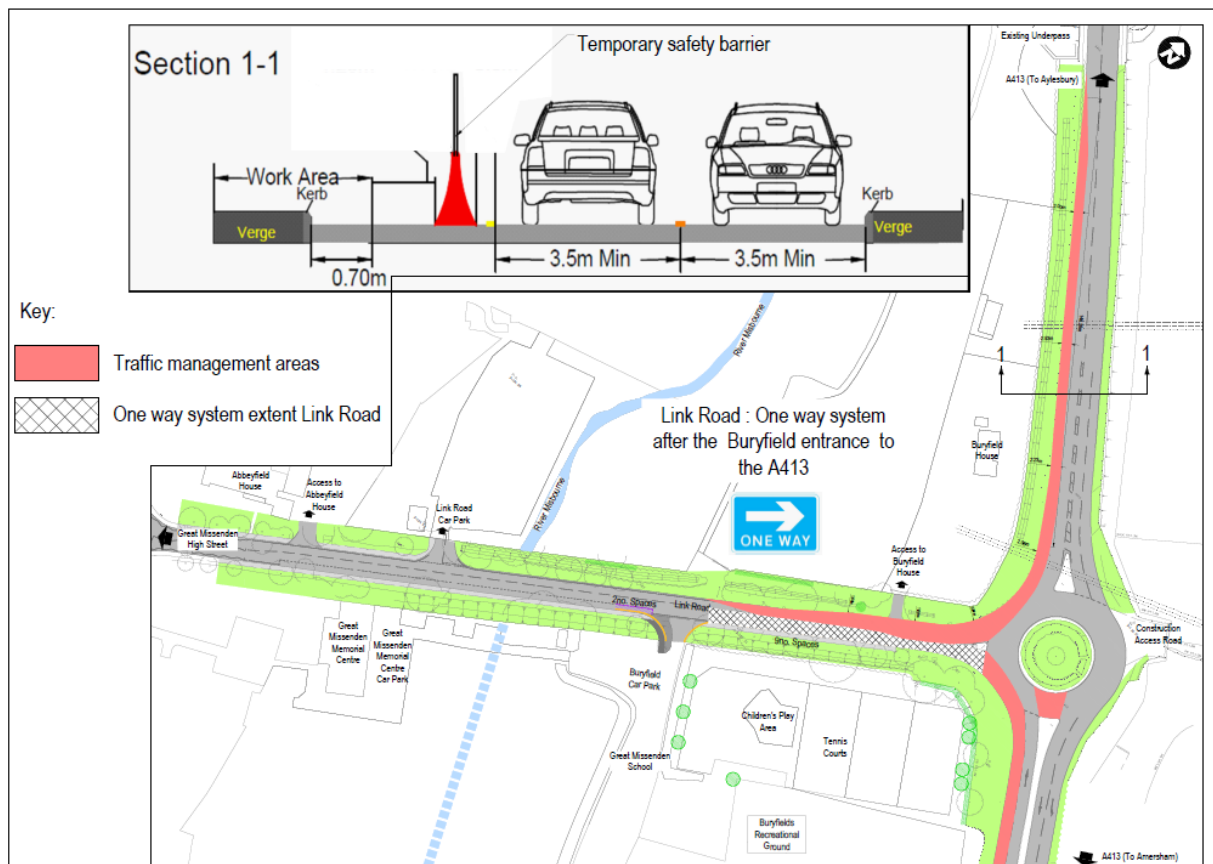 Section 1-1
Temporary safety barrier
Work Area
Kerb
Kerb
Verge
Verge
0.70m
3.5m Min
3.5m Min
Key:
Traffic management areas
One way system extent Link Road
Existing Underpass
A413 (To Aylesbury)
1
1
River Misbourne
River Misbourne
Link Road : One way system
after the Buryfield entrance to
the A413
ONE WAY
Buryfield
House
Abbeyfield
House
Access to
Abbeyfield
House
Link Road
Car Park
Great Missenden
High Street
Access to
Buryfield
House
2no. Spaces
Link Road
9no. Spaces
Construction
Access Road
Great
Missenden
Memorial
Centre
Great
Missenden
Memorial
Centre
Car Park
Buryfield
Car Park
Children's Play
Area
Tennis
Courts
Great Missenden
School
Buryfields
Recreational
Ground
A413 (To Amersham)